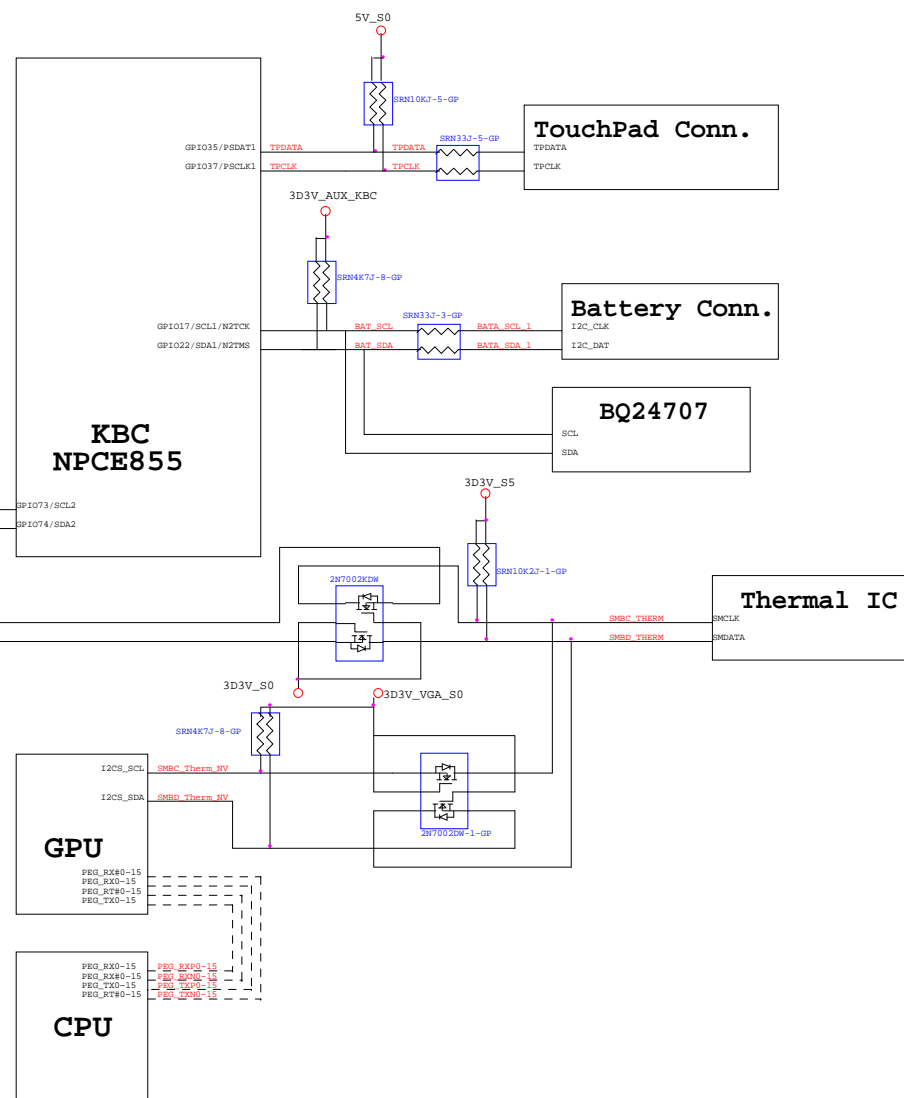 5V_S0
SRN10KJ-5-GP
TouchPad Conn.
SRN33J-5-GP
GPIO35/PSDAT1 TPDATA TPDATA TPDATA
GPIO37/PSCLK1 TPCLK TPCLK TPCLK
3D3V_AUX_KBC
SRN4K7J-8-GP
Battery Conn.
SRN33J-3-GP
GPIO17/SCL1/N2TCK BAT_SCL BATA_SCL_1 I2C_CLK
GPIO22/SDA1/N2TMS BAT_SDA BATA_SDA_1 I2C_DAT
BQ24707
KBC
NPCE855
SCL
SDA
3D3V_S5
GPIO73/SCL2
GPIO74/SDA2
SRN10K2J-1-GP
2N7002KDW
Thermal IC
SMBC_THERM SMCLK
SMBD_THERM SMDATA
3D3V_S0
3D3V_VGA_S0
SRN4K7J-8-GP
I2CS_SCL SMBC_Therm_NV
I2CS_SDA SMBD_Therm_NV
2N7002DW-1-GP
GPU
PEG_RX#0-15
PEG_RX0-15
PEG_RT#0-15
PEG_TX0-15
PEG_RX0-15 PEG_RXP0-15
PEG_RX#0-15 PEG_RXN0-15
PEG_TX0-15 PEG_TXP0-15
PEG_RT#0-15 PEG_TXN0-15
CPU